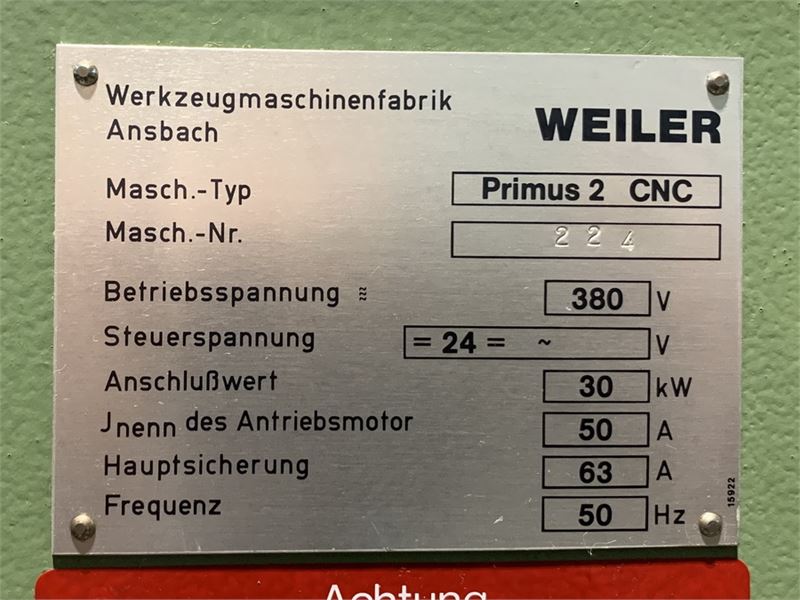 Werkzeugmaschinenfabrik
Ansbach
WEILER
Masch.-Typ Primus 2 CNC
Masch.-Nr. 224
Betriebsspannung ≈ 380 V
Steuerspannung = 24 = ~ V
Anschlußwert 30 kW
Jnenn des Antriebsmotor 50 A
Hauptsicherung 63 A
Frequenz 50 Hz
15922
Achtung